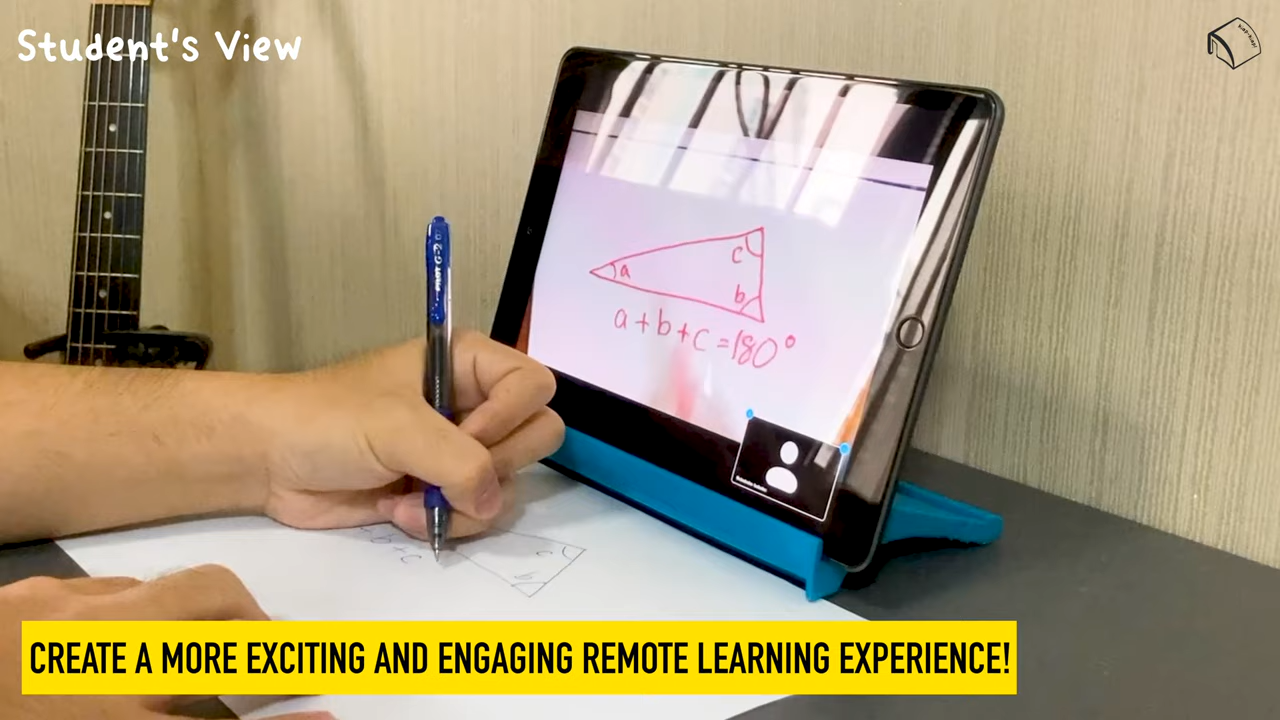 Student's View
a
c
b
a+b+c=180°
PILOT G-2
+b+c
c
b
CREATE A MORE EXCITING AND ENGAGING REMOTE LEARNING EXPERIENCE!